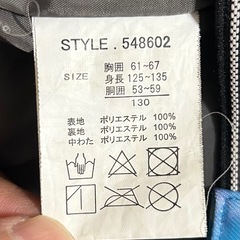 STYLE . 548602
SIZE
胸囲 61~67
身長 125~135
胴囲 53~59
130
表地 ポリエステル 100%
裏地 ポリエステル 100%
中わた ポリエステル 100%